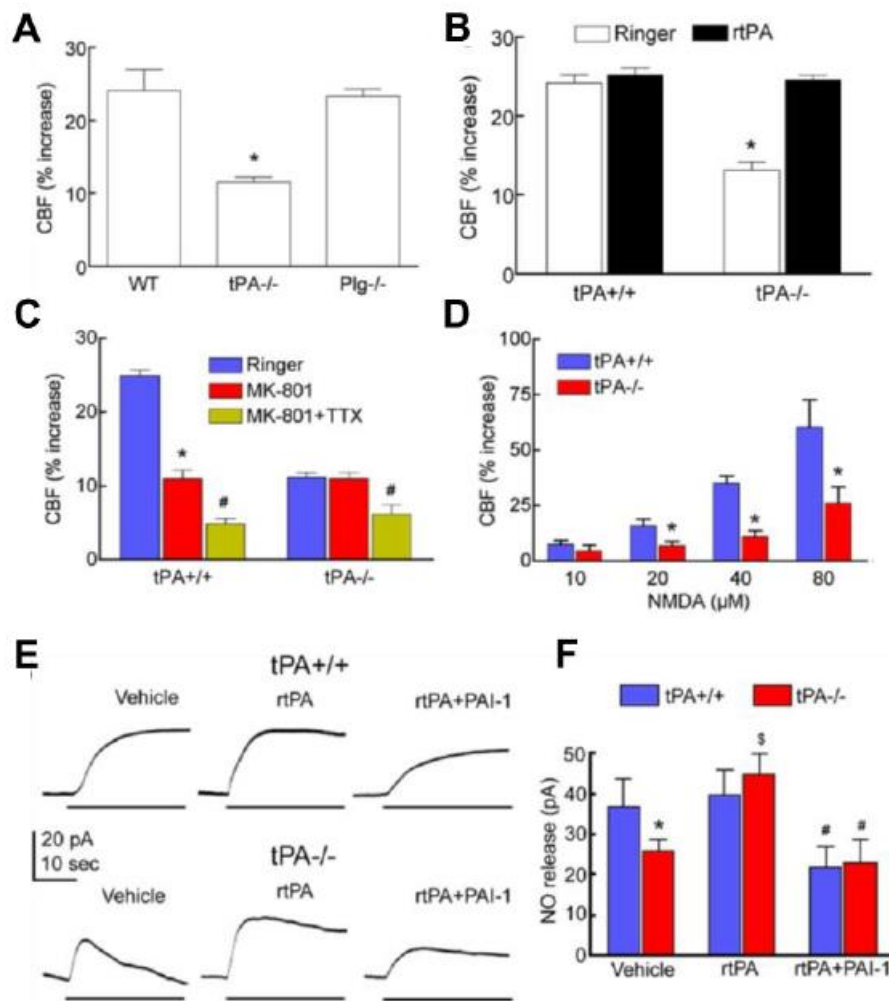 A
CBF (% increase)
30
20
10
0
*
WT tPA-/- Plg-/-
B
Ringer rtPA
CBF (% increase)
30
20
10
0
*
tPA+/+ tPA-/-
C
CBF (% increase)
30
20
10
0
Ringer
MK-801
MK-801+TTX
* # #
tPA+/+ tPA-/-
D
CBF (% increase)
100
75
50
25
0
tPA+/+
tPA-/-
* * *
10 20 40 80
NMDA (µM)
E
tPA+/+
Vehicle rtPA rtPA+PAI-1
20 pA
10 sec
tPA-/-
Vehicle rtPA rtPA+PAI-1
F
tPA+/+ tPA-/-
NO release (pA)
50
40
30
20
10
0
* $ # #
Vehicle rtPA rtPA+PAI-1